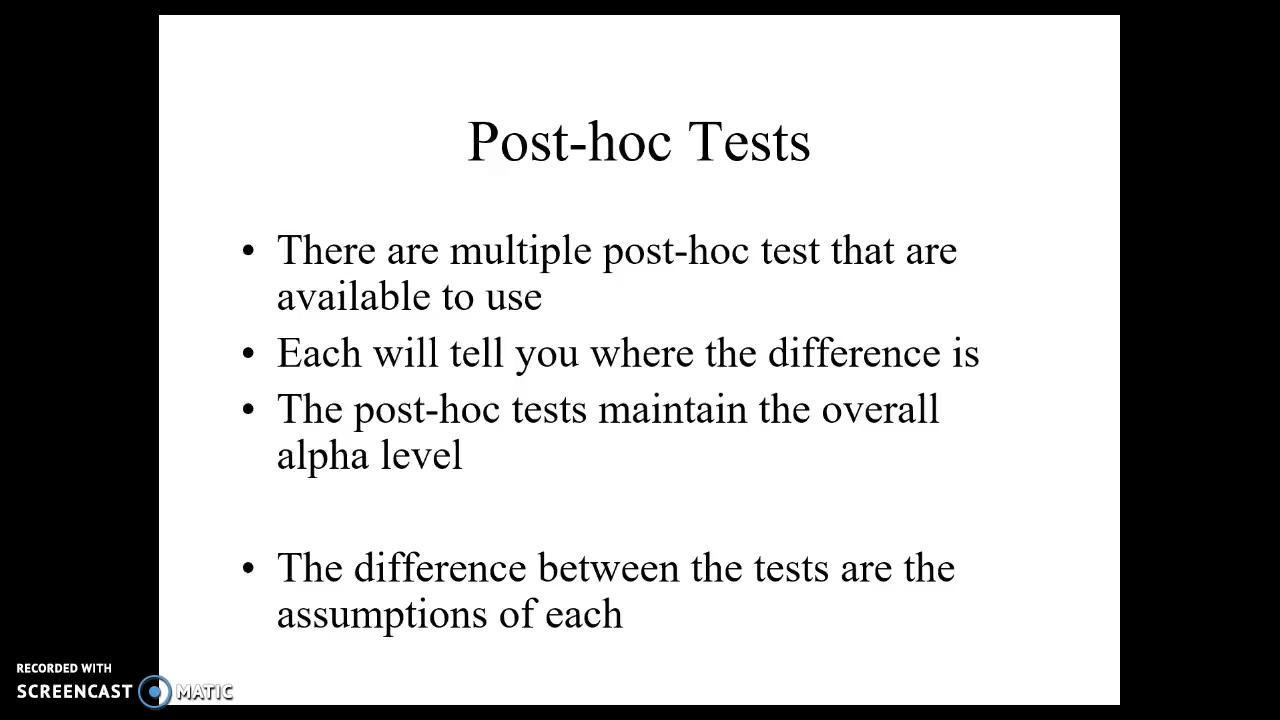 Post-hoc Tests
• There are multiple post-hoc test that are
available to use
• Each will tell you where the difference is
• The post-hoc tests maintain the overall
alpha level
• The difference between the tests are the
assumptions of each
RECORDED WITH
SCREENCAST MATIC